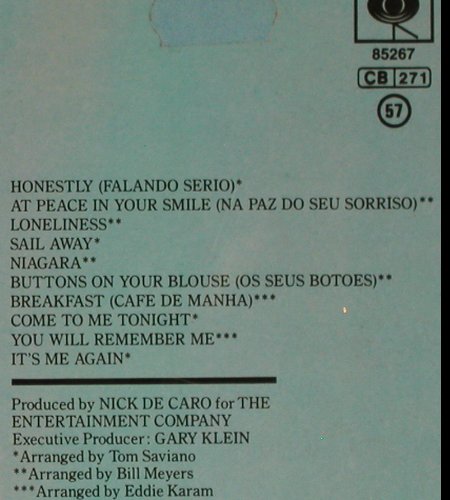 85267
CB 271
57
HONESTLY (FALANDO SERIO)*
AT PEACE IN YOUR SMILE (NA PAZ DO SEU SORRISO)**
LONELINESS**
SAIL AWAY*
NIAGARA**
BUTTONS ON YOUR BLOUSE (OS SEUS BOTOES)**
BREAKFAST (CAFE DE MANHA)***
COME TO ME TONIGHT*
YOU WILL REMEMBER ME***
IT'S ME AGAIN*
Produced by NICK DE CARO for THE
ENTERTAINMENT COMPANY
Executive Producer: GARY KLEIN
*Arranged by Tom Saviano
**Arranged by Bill Meyers
***Arranged by Eddie Karam